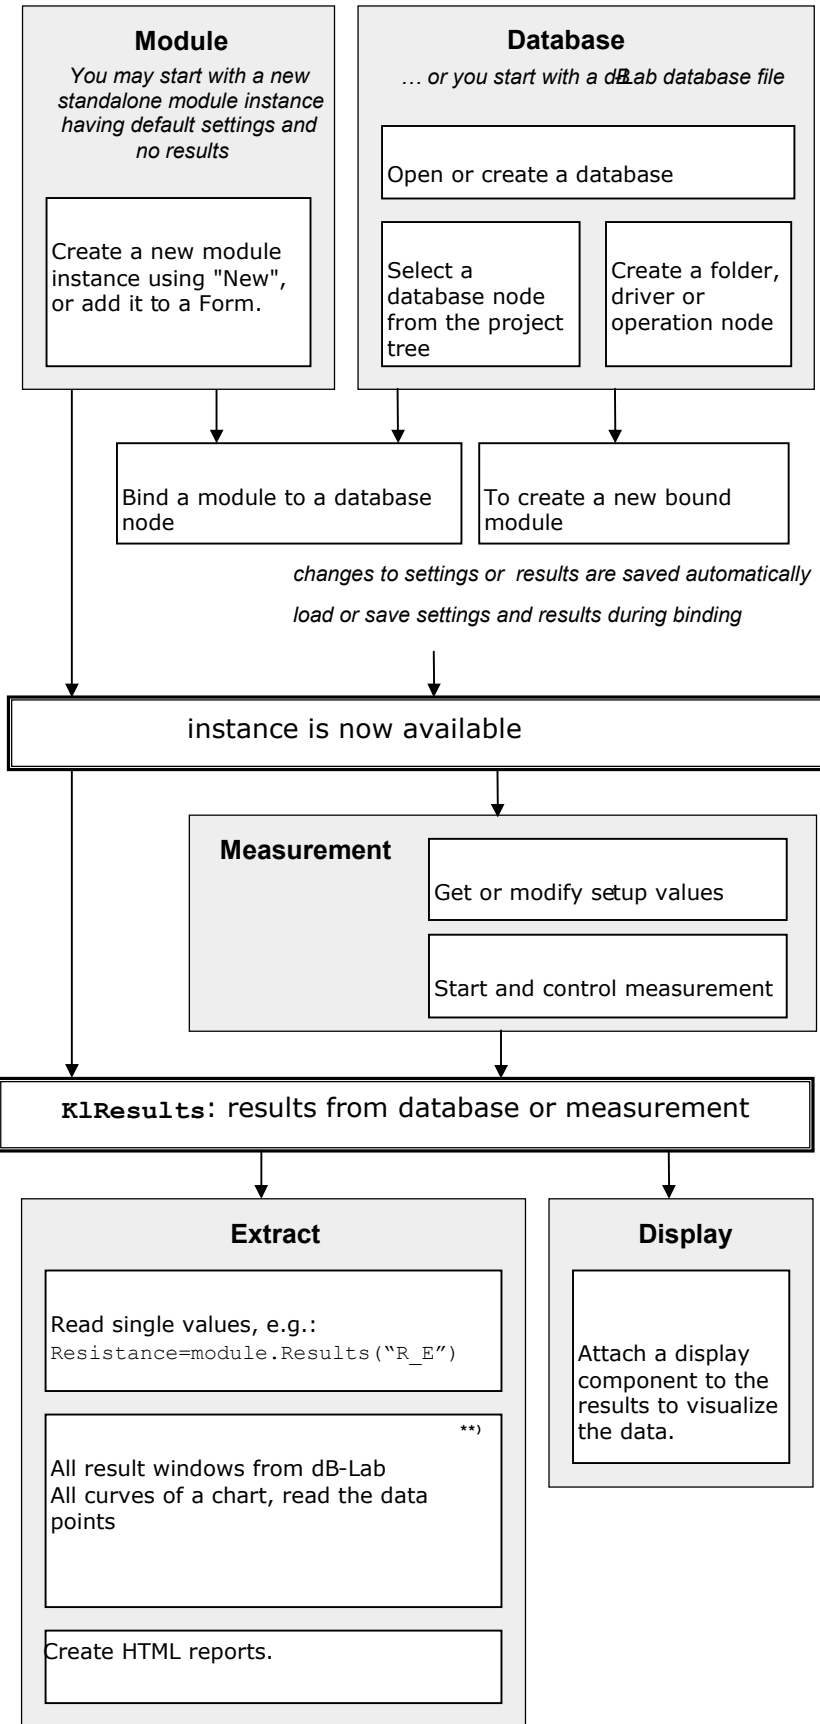 Module
You may start with a new
standalone module instance
having default settings and
no results
Create a new module
instance using "New",
or add it to a Form.
Database
… or you start with a dB-Lab database file
Open or create a database
Select a
database node
from the project
tree
Create a folder,
driver or
operation node
Bind a module to a database
node
To create a new bound
module
changes to settings or results are saved automatically
load or save settings and results during binding
instance is now available
Measurement
Get or modify setup values
Start and control measurement
KlResults: results from database or measurement
Extract
Read single values, e.g.:
Resistance=module.Results(“R_E”)
**)
All result windows from dB-Lab
All curves of a chart, read the data
points
Create HTML reports.
Display
Attach a display
component to the
results to visualize
the data.